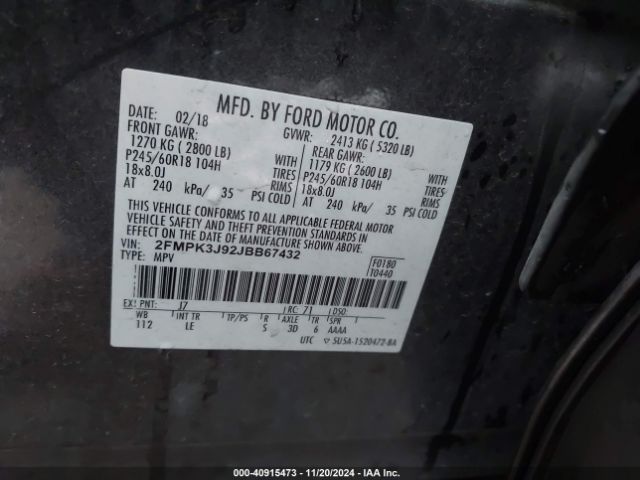 MFD. BY FORD MOTOR CO.
DATE: 02/18 GVWR: 2413 KG ( 5320 LB)
FRONT GAWR: REAR GAWR:
1270 KG ( 2800 LB) WITH 1179 KG ( 2600 LB) WITH
P245/60R18 104H TIRES P245/60R18 104H TIRES
18x8.0J RIMS 18x8.0J RIMS
AT 240 kPa/ 35 PSI COLD AT 240 kPa/ 35 PSI COLD
THIS VEHICLE CONFORMS TO ALL APPLICABLE FEDERAL MOTOR
VEHICLE SAFETY AND THEFT PREVENTION STANDARDS IN EFFECT
ON THE DATE OF MANUFACTURE SHOWN ABOVE.
VIN: 2FMPK3J92JBB67432 F0180
TYPE: MPV T0440
EXT PNT: J7 RC: 71 DSO:
WB INT TR TP/PS R AXLE TR SPR
112 LE S 3D 6 AAAA
UTC ▽ 5U5A-1520472-BA
000-40915473 - 11/20/2024 - IAA Inc.